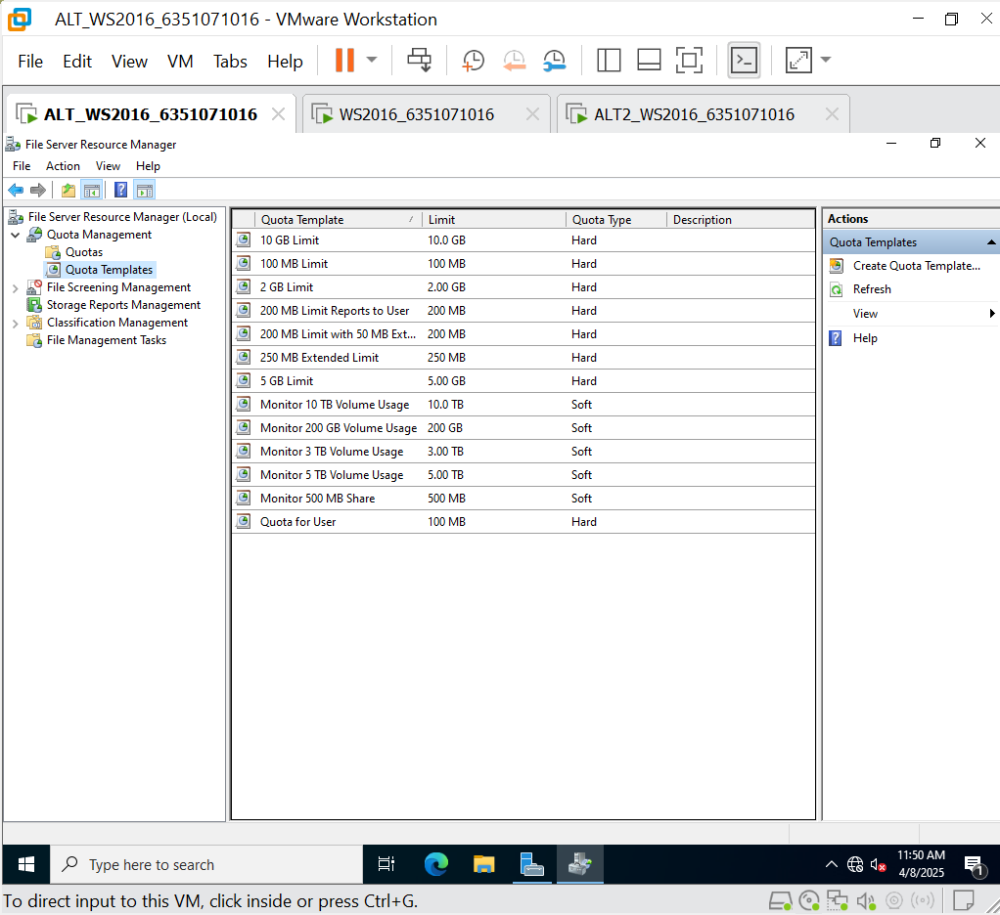 ALT_WS2016_6351071016 - VMware Workstation
File Edit View VM Tabs Help
ALT_WS2016_6351071016 WS2016_6351071016 ALT2_WS2016_6351071016
File Server Resource Manager
File Action View Help
File Server Resource Manager (Local)
Quota Management
Quotas
Quota Templates
File Screening Management
Storage Reports Management
Classification Management
File Management Tasks
Quota Template Limit Quota Type Description
10 GB Limit 10.0 GB Hard
100 MB Limit 100 MB Hard
2 GB Limit 2.00 GB Hard
200 MB Limit Reports to User 200 MB Hard
200 MB Limit with 50 MB Ext... 200 MB Hard
250 MB Extended Limit 250 MB Hard
5 GB Limit 5.00 GB Hard
Monitor 10 TB Volume Usage 10.0 TB Soft
Monitor 200 GB Volume Usage 200 GB Soft
Monitor 3 TB Volume Usage 3.00 TB Soft
Monitor 5 TB Volume Usage 5.00 TB Soft
Monitor 500 MB Share 500 MB Soft
Quota for User 100 MB Hard
Actions
Quota Templates
Create Quota Template...
Refresh
View
Help
Type here to search
11:50 AM
4/8/2025
1
To direct input to this VM, click inside or press Ctrl+G.